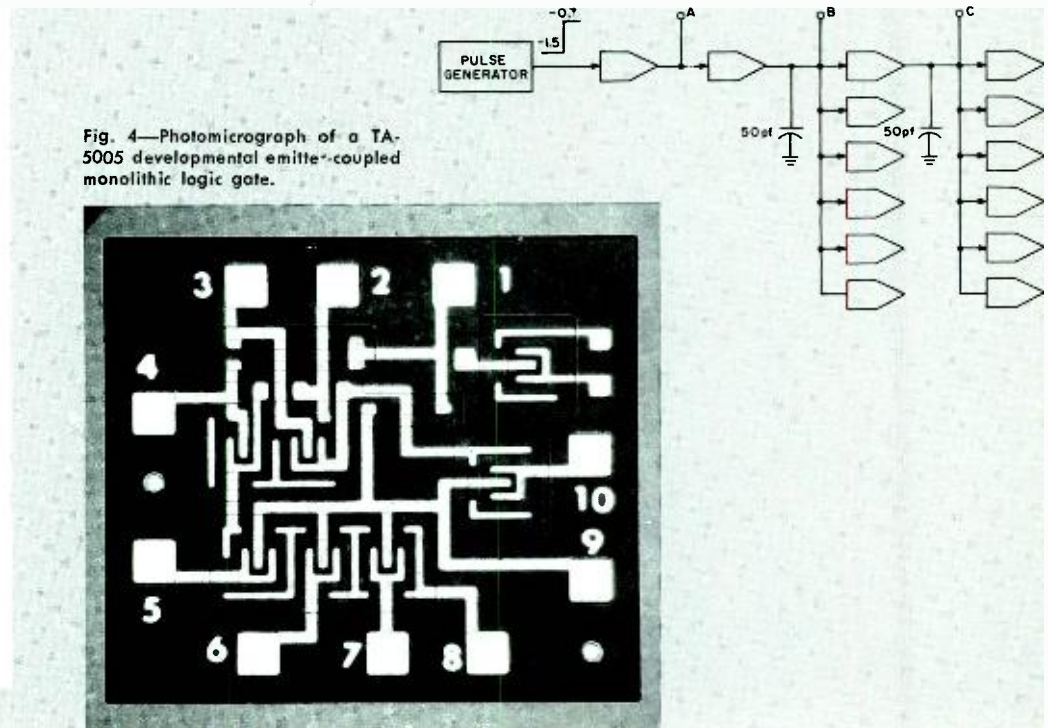 -0.7
A
B
C
-1.5
PULSE
GENERATOR
50pf
50pf
Fig. 4—Photomicrograph of a TA-
5005 developmental emitter-coupled
monolithic logic gate.
3
2
1
4
10
9
5
6
7
8